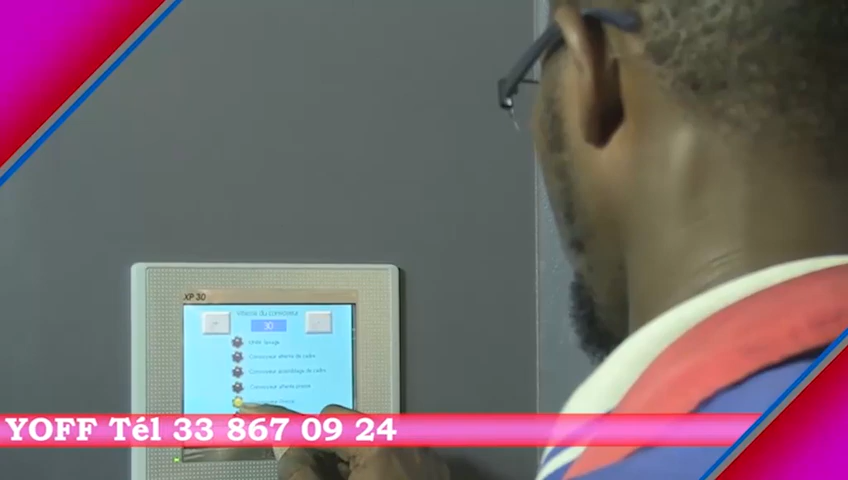 XP 30
Vitesse du convoyeur
30
Convoyeur attente de cadre
Convoyeur assemblage de cadre
Convoyeur attente presse
YOFF Tél 33 867 09 24